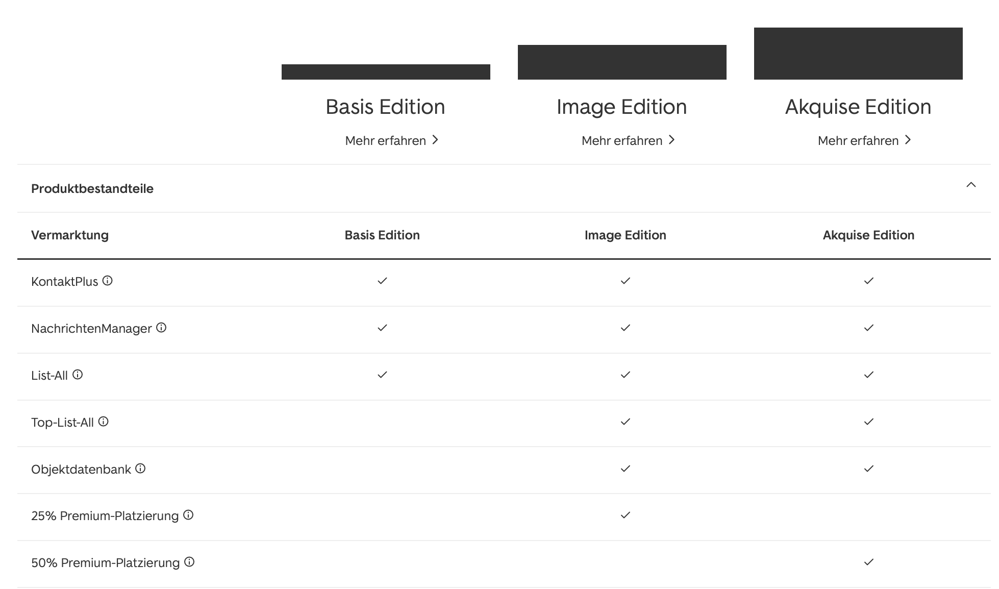 Basis Edition Image Edition Akquise Edition
Mehr erfahren Mehr erfahren Mehr erfahren
Produktbestandteile
Vermarktung Basis Edition Image Edition Akquise Edition
KontaktPlus
NachrichtenManager
List-All
Top-List-All
Objektdatenbank
25% Premium-Platzierung
50% Premium-Platzierung